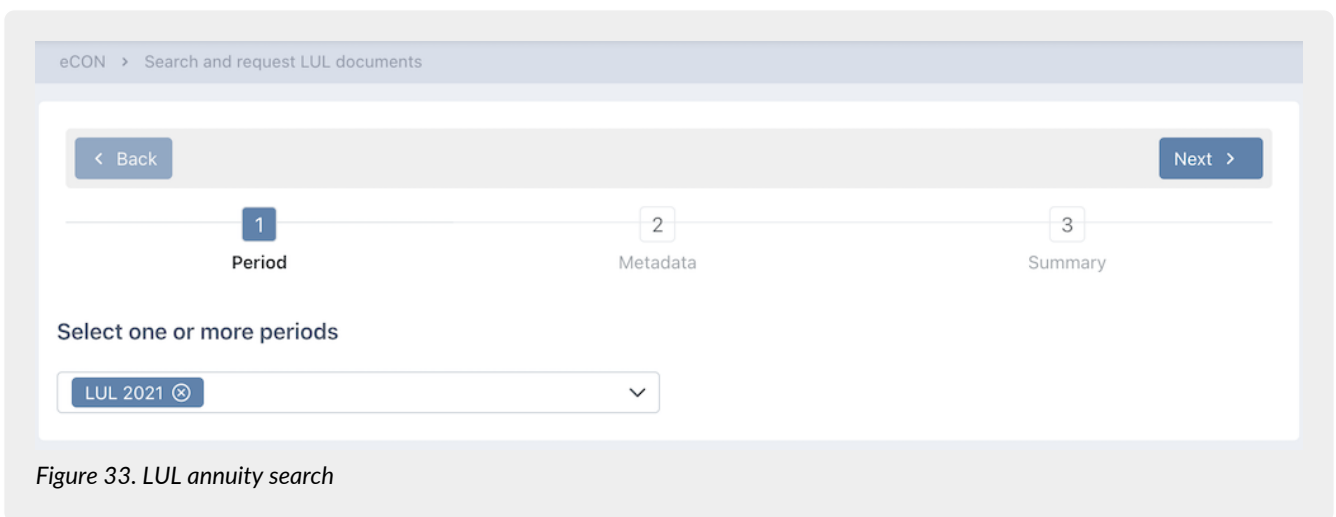 eCON > Search and request LUL documents
< Back
Next >
1
2
3
Period
Metadata
Summary
Select one or more periods
LUL 2021
Figure 33. LUL annuity search